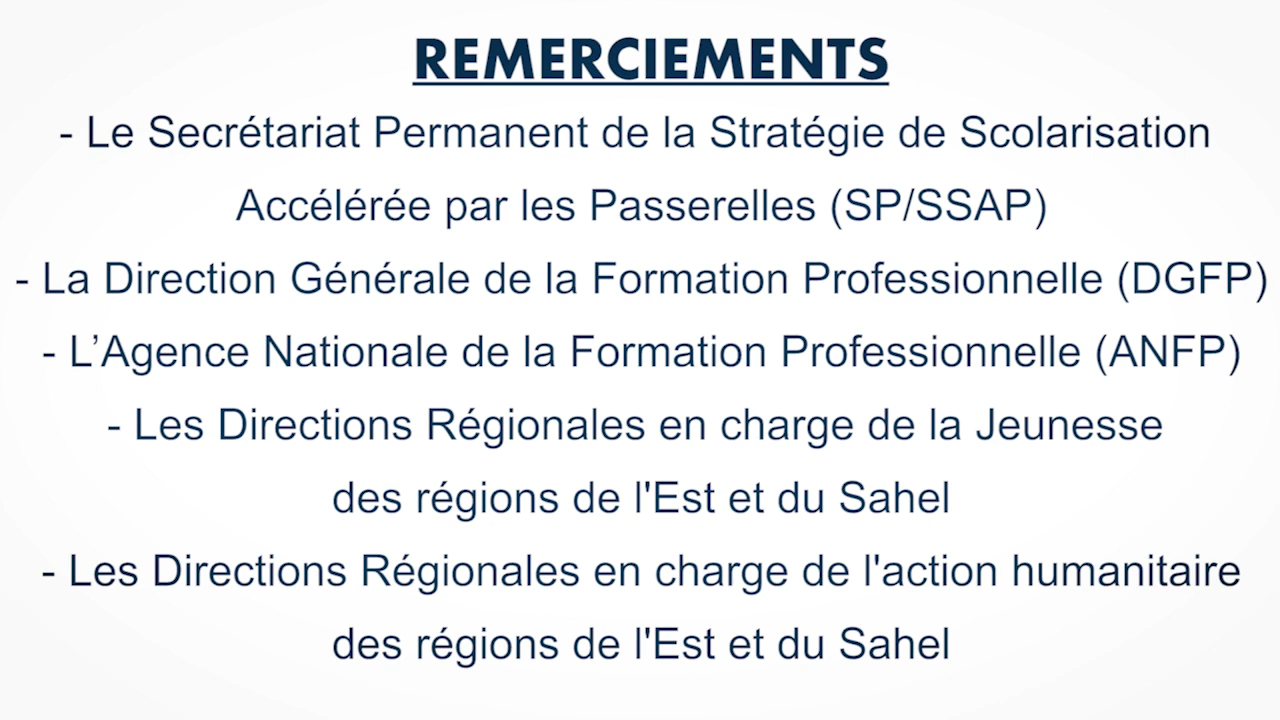 REMERCIEMENTS
- Le Secrétariat Permanent de la Stratégie de Scolarisation
Accélérée par les Passerelles (SP/SSAP)
- La Direction Générale de la Formation Professionnelle (DGFP)
- L’Agence Nationale de la Formation Professionnelle (ANFP)
- Les Directions Régionales en charge de la Jeunesse
des régions de l'Est et du Sahel
- Les Directions Régionales en charge de l'action humanitaire
des régions de l'Est et du Sahel